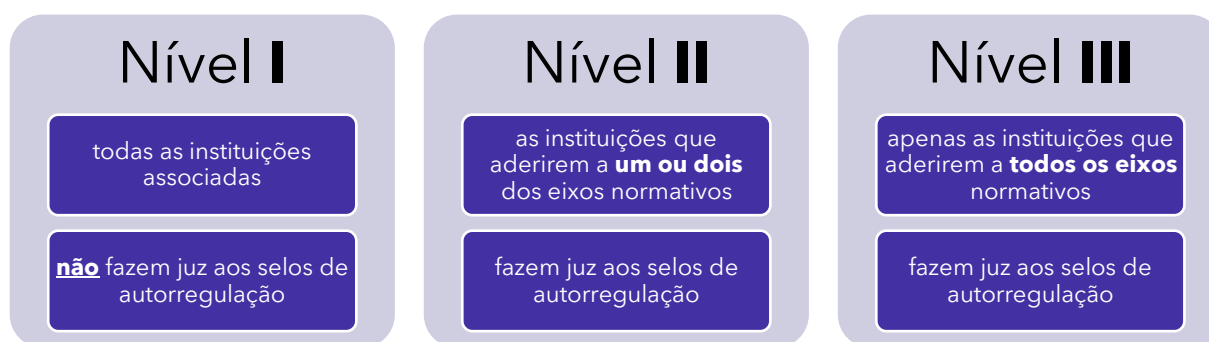 Nível I
todas as instituições
associadas
não fazem juz aos selos de
autorregulação
Nível II
as instituições que
aderirem a um ou dois
dos eixos normativos
fazem juz aos selos de
autorregulação
Nível III
apenas as instituições que
aderirem a todos os eixos
normativos
fazem juz aos selos de
autorregulação